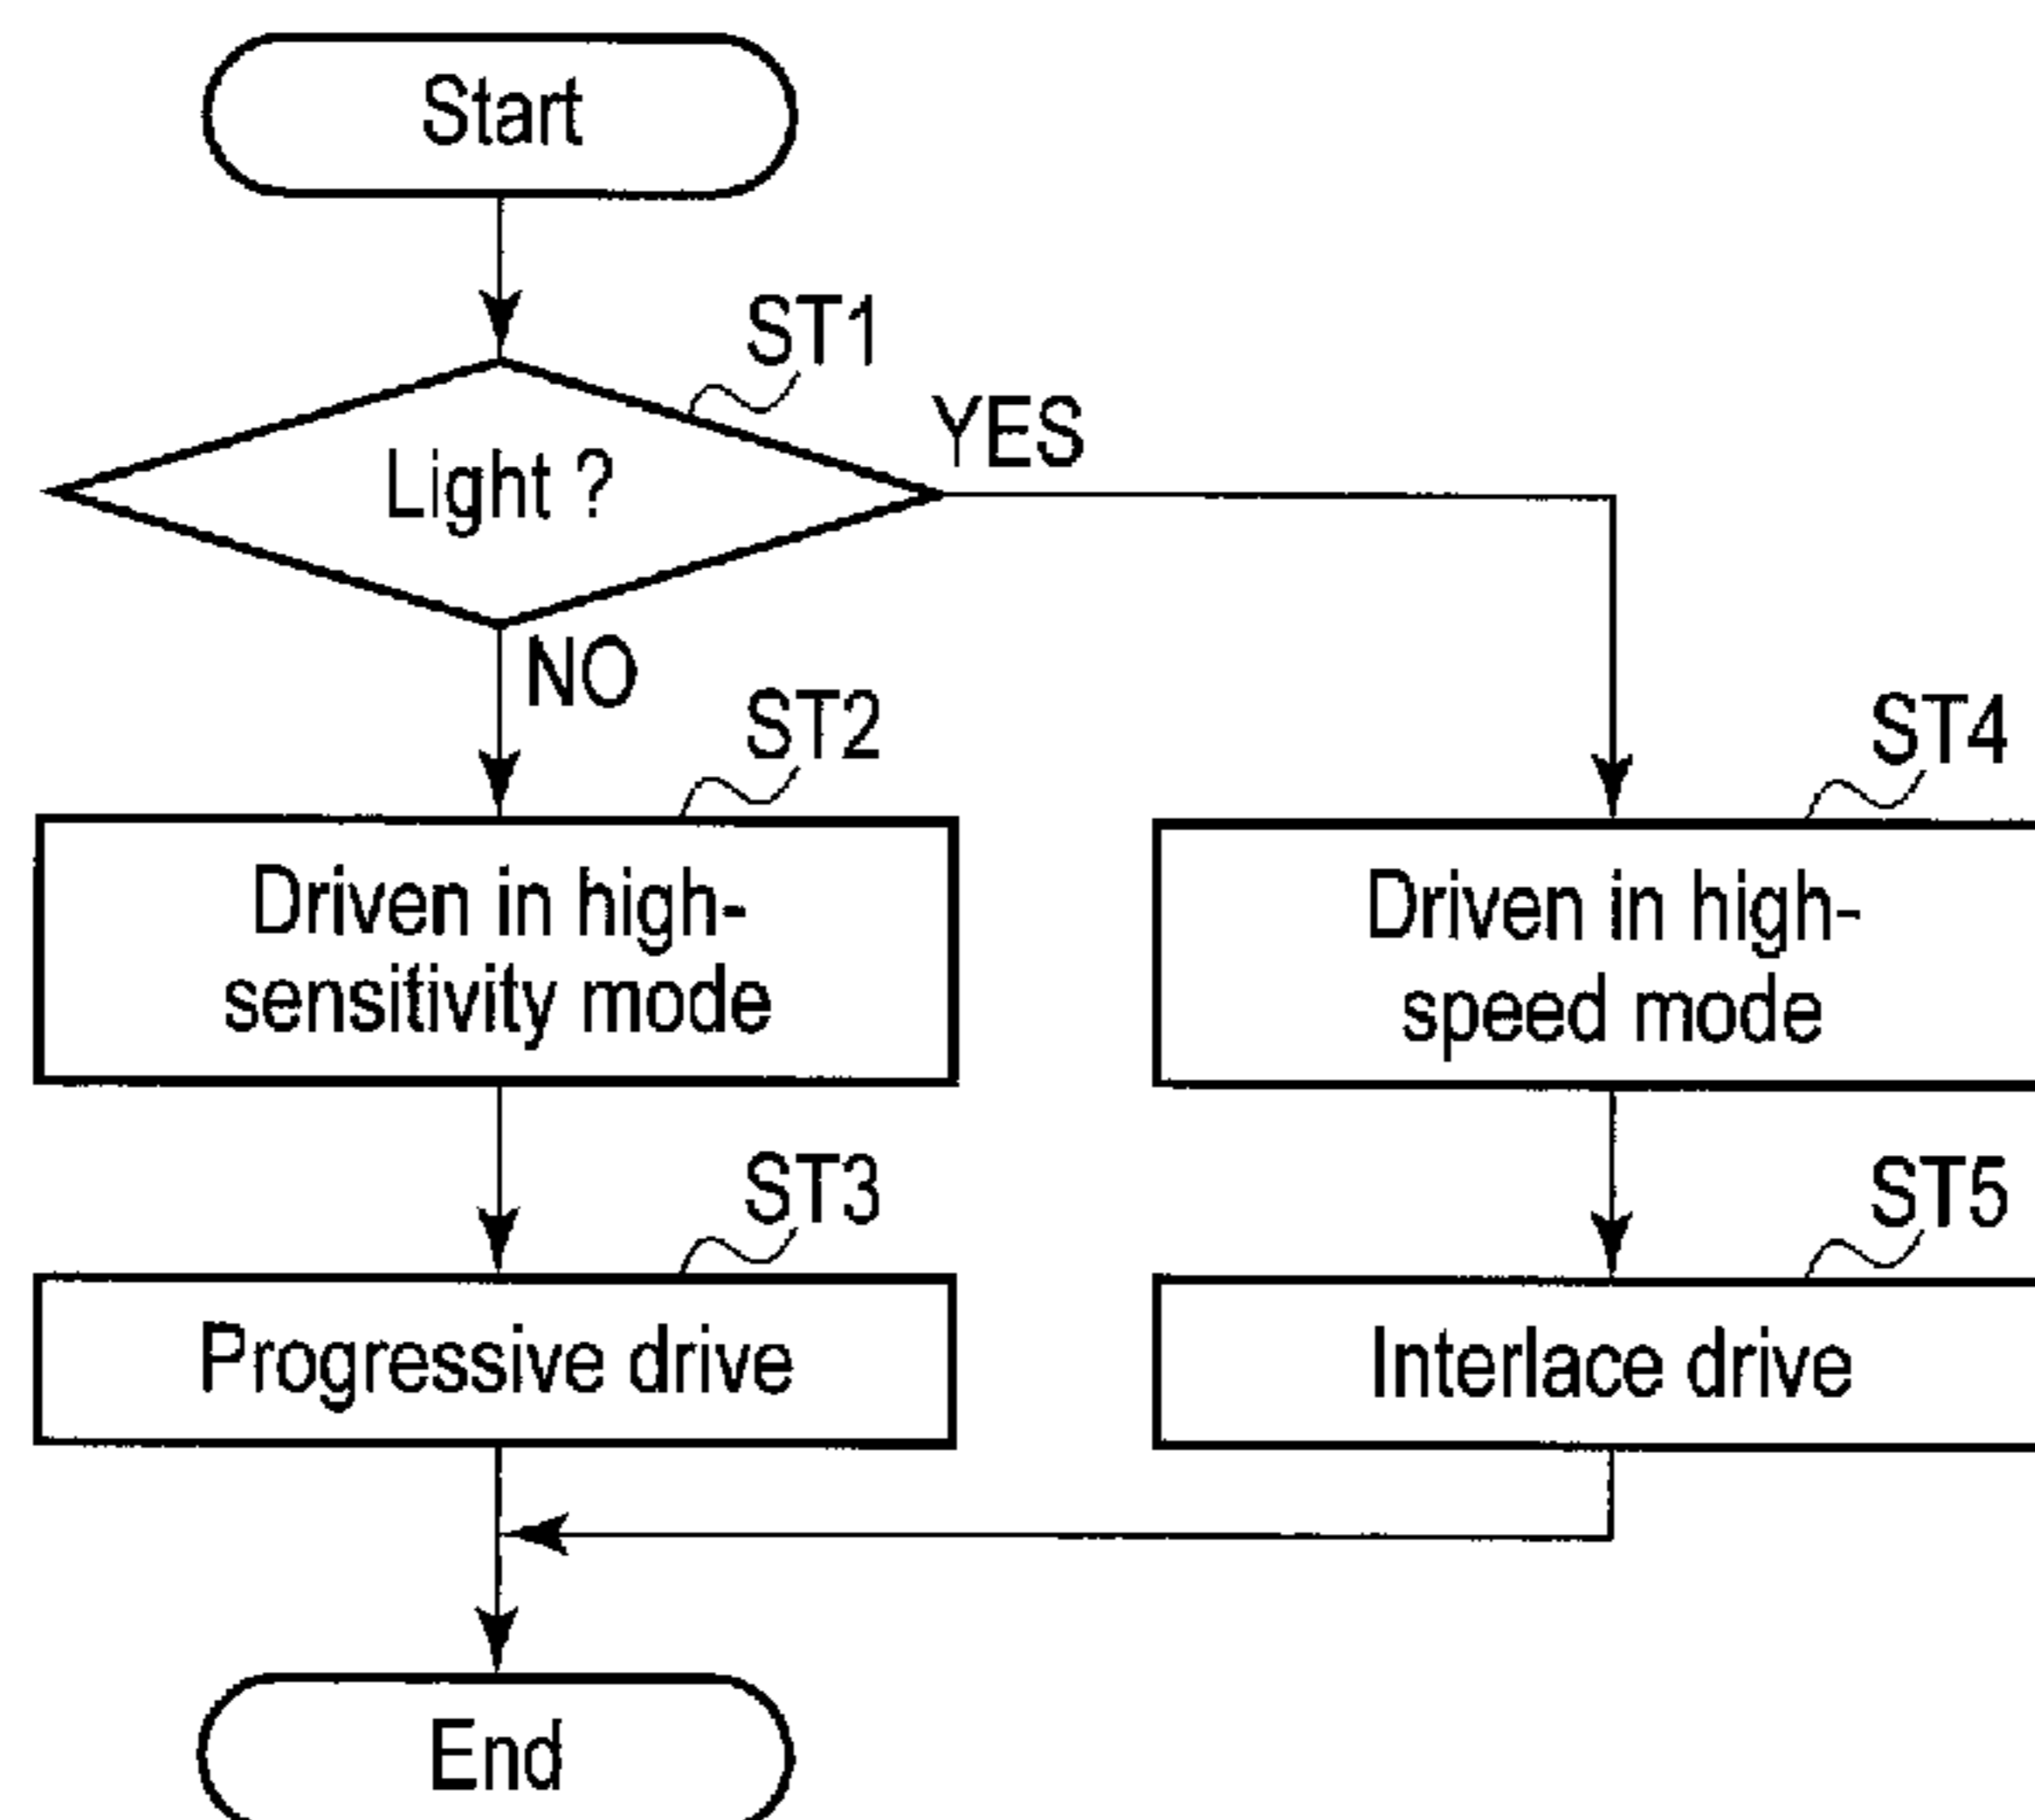 Start
ST1
Light ?
YES
NO
ST2
Driven in high-
sensitivity mode
ST4
Driven in high-
speed mode
ST3
Progressive drive
ST5
Interlace drive
End